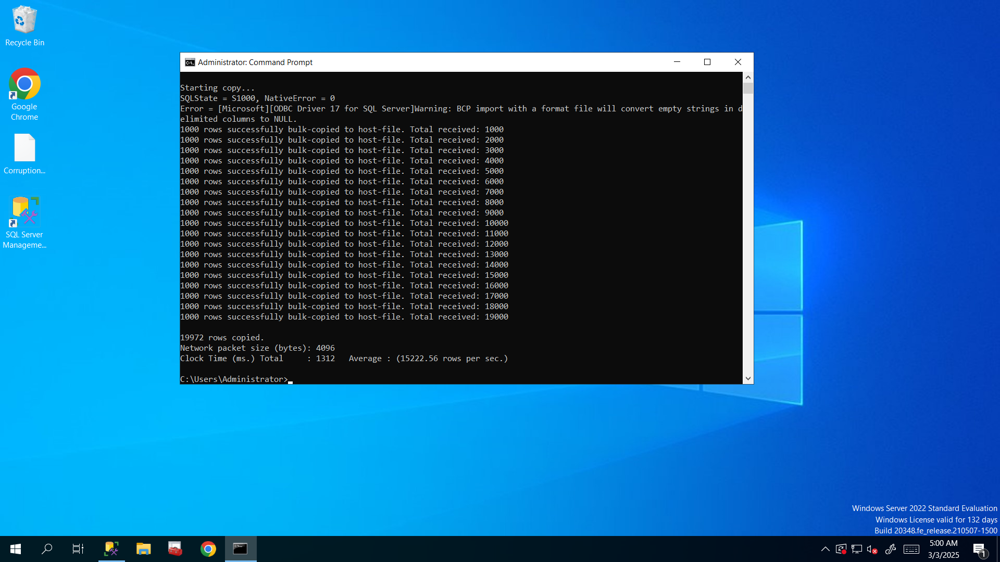 Recycle Bin
Google
Chrome
Corruption...
SQL Server
Manageme...
Administrator: Command Prompt
Starting copy...
SQLState = S1000, NativeError = 0
Error = [Microsoft][ODBC Driver 17 for SQL Server]Warning: BCP import with a format file will convert empty strings in d
elimited columns to NULL.
1000 rows successfully bulk-copied to host-file. Total received: 1000
1000 rows successfully bulk-copied to host-file. Total received: 2000
1000 rows successfully bulk-copied to host-file. Total received: 3000
1000 rows successfully bulk-copied to host-file. Total received: 4000
1000 rows successfully bulk-copied to host-file. Total received: 5000
1000 rows successfully bulk-copied to host-file. Total received: 6000
1000 rows successfully bulk-copied to host-file. Total received: 7000
1000 rows successfully bulk-copied to host-file. Total received: 8000
1000 rows successfully bulk-copied to host-file. Total received: 9000
1000 rows successfully bulk-copied to host-file. Total received: 10000
1000 rows successfully bulk-copied to host-file. Total received: 11000
1000 rows successfully bulk-copied to host-file. Total received: 12000
1000 rows successfully bulk-copied to host-file. Total received: 13000
1000 rows successfully bulk-copied to host-file. Total received: 14000
1000 rows successfully bulk-copied to host-file. Total received: 15000
1000 rows successfully bulk-copied to host-file. Total received: 16000
1000 rows successfully bulk-copied to host-file. Total received: 17000
1000 rows successfully bulk-copied to host-file. Total received: 18000
1000 rows successfully bulk-copied to host-file. Total received: 19000
19972 rows copied.
Network packet size (bytes): 4096
Clock Time (ms.) Total     : 1312   Average : (15222.56 rows per sec.)
C:\Users\Administrator>
Windows Server 2022 Standard Evaluation
Windows License valid for 132 days
Build 20348.fe_release.210507-1500
5:00 AM
3/3/2025
1